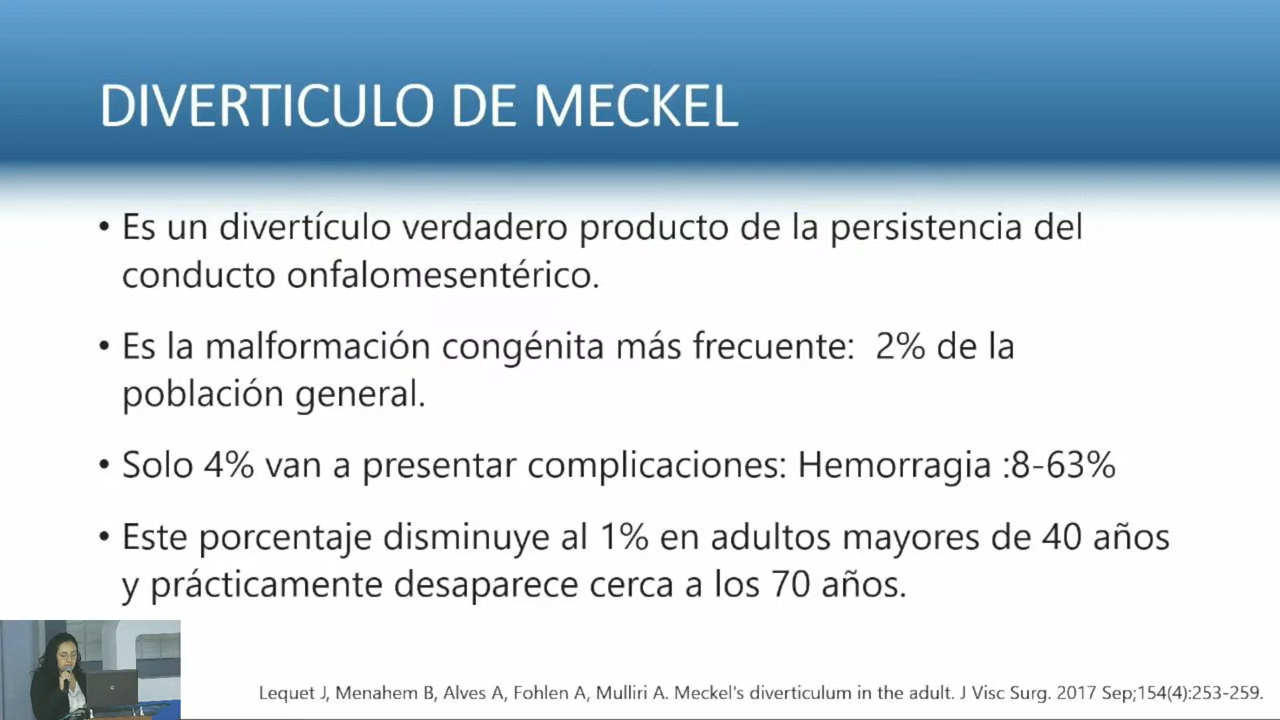 DIVERTICULO DE MECKEL
• Es un divertículo verdadero producto de la persistencia del
conducto onfalomesentérico.
• Es la malformación congénita más frecuente:  2% de la
población general.
• Solo 4% van a presentar complicaciones: Hemorragia :8-63%
• Este porcentaje disminuye al 1% en adultos mayores de 40 años
y prácticamente desaparece cerca a los 70 años.
Lequet J, Menahem B, Alves A, Fohlen A, Mulliri A. Meckel's diverticulum in the adult. J Visc Surg. 2017 Sep;154(4):253-259.